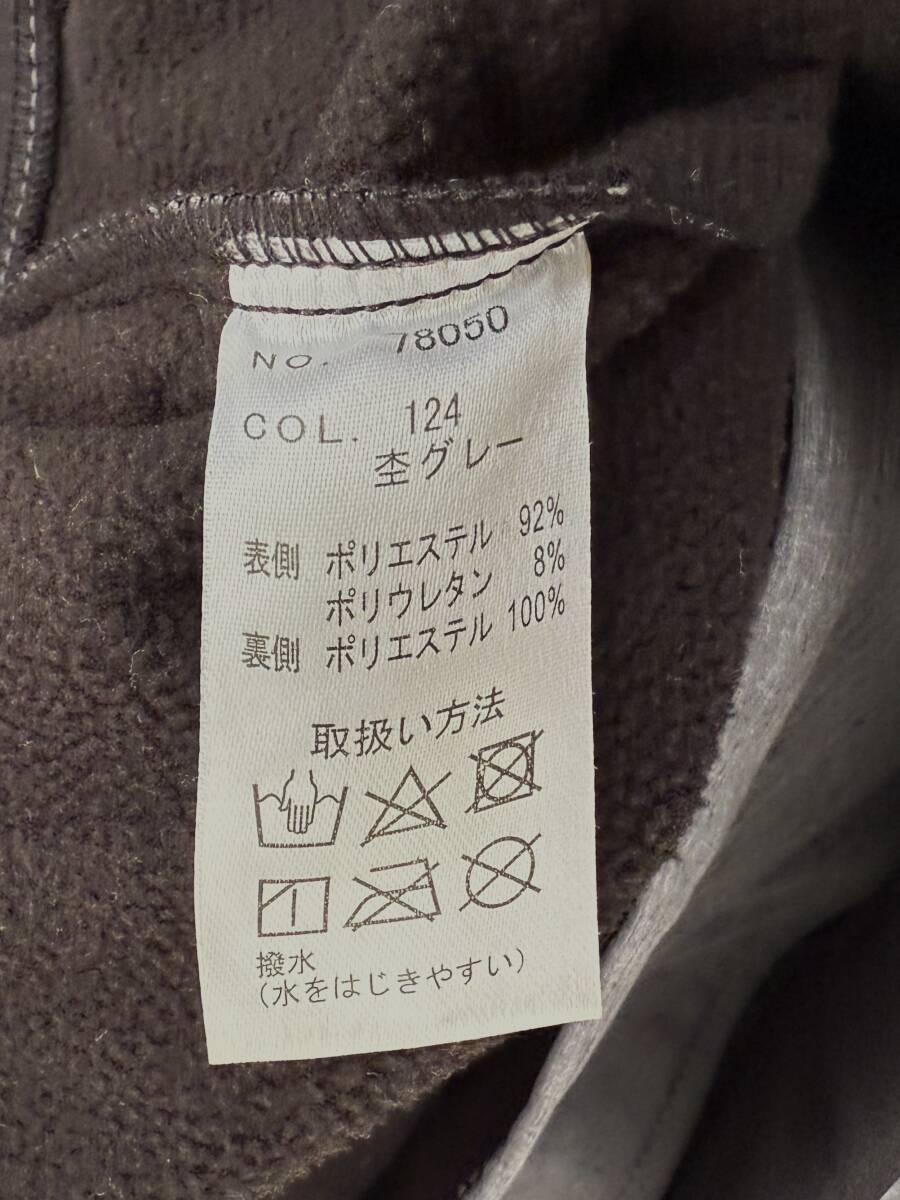 NO. 78050
COL. 124
杢グレー
表側 ポリエステル 92%
ポリウレタン 8%
裏側 ポリエステル 100%
取扱い方法
撥水
(水をはじきやすい)